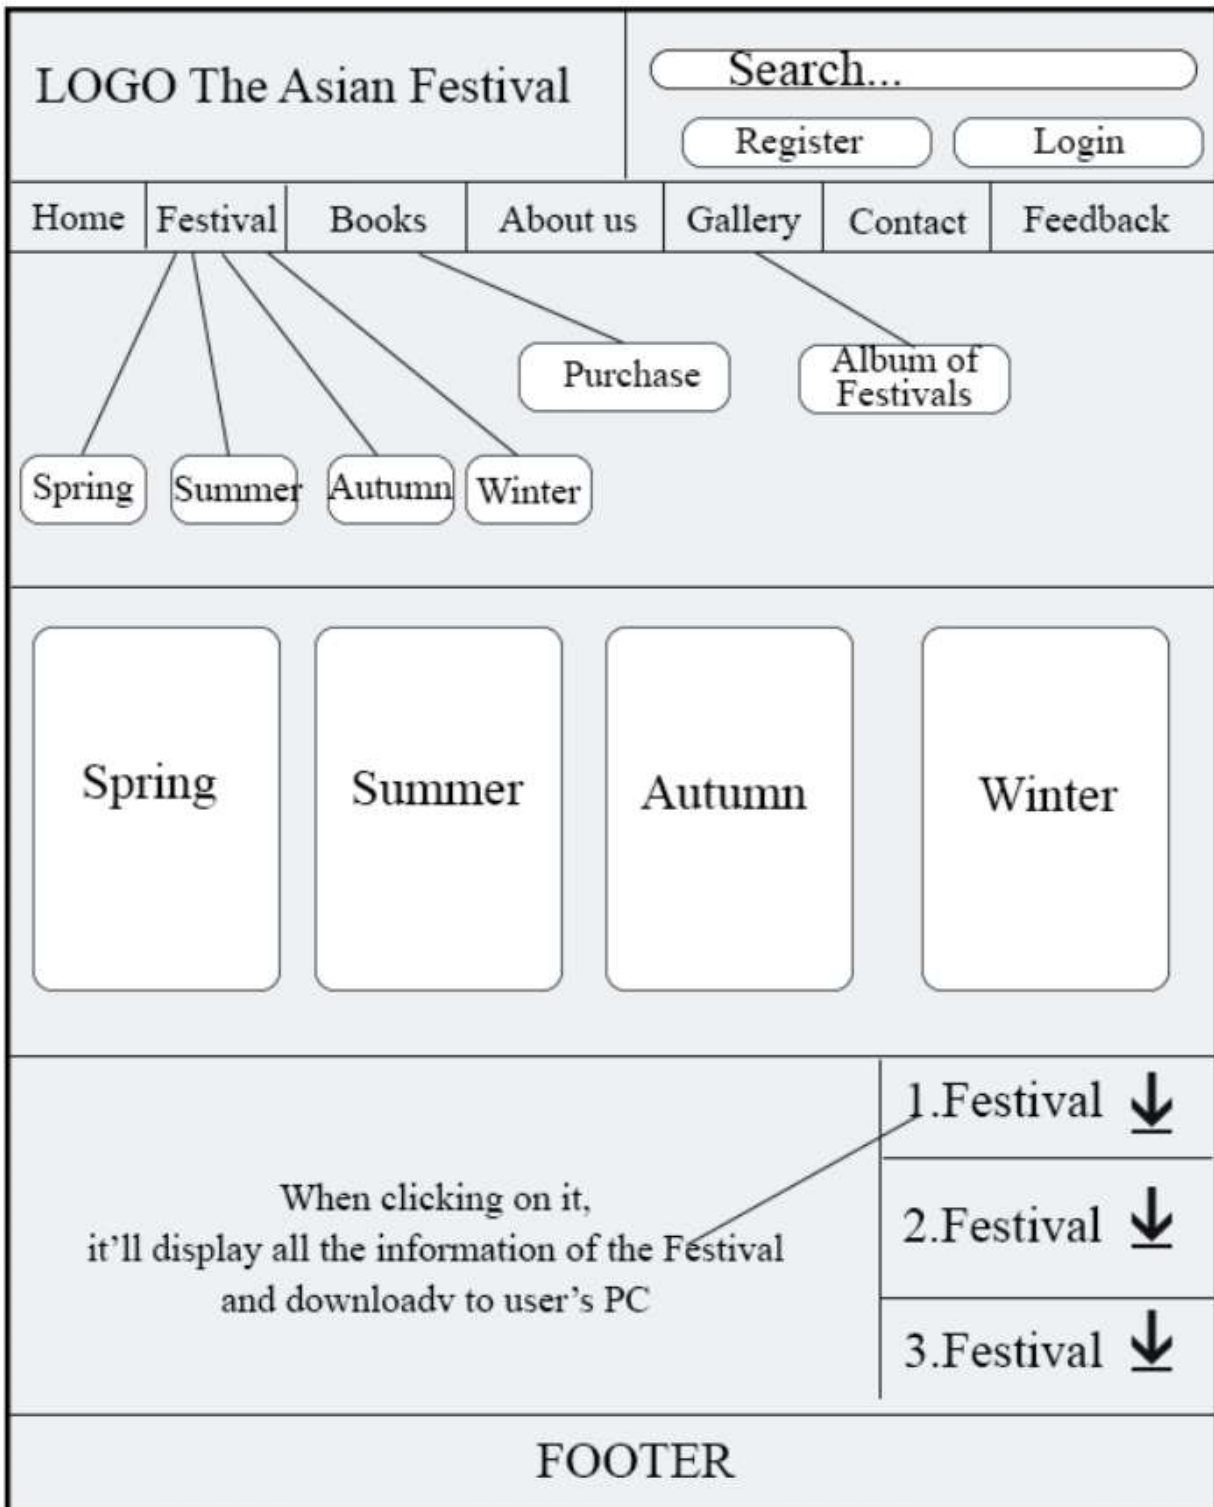 LOGO The Asian Festival
Search...
Register
Login
Home
Festival
Books
About us
Gallery
Contact
Feedback
Purchase
Album of
Festivals
Spring
Summer
Autumn
Winter
Spring
Summer
Autumn
Winter
1.Festival
When clicking on it,
it'll display all the information of the Festival
and downloadv to user's PC
2.Festival
3.Festival
FOOTER